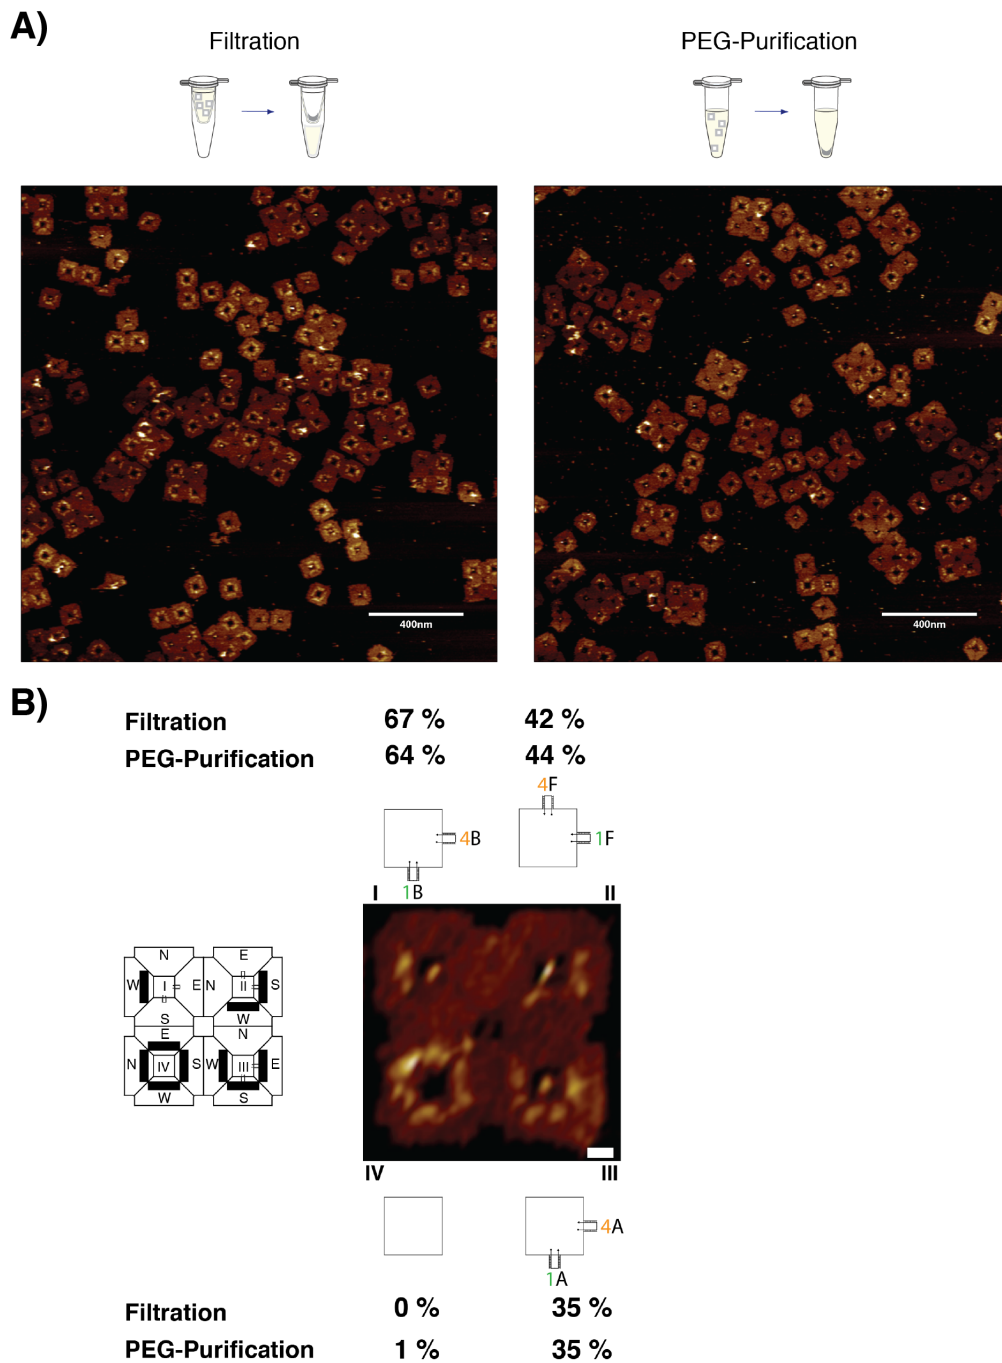 A)
Filtration PEG-Purification
400nm 400nm
B)
Filtration 67 % 42 %
PEG-Purification 64 % 44 %
4F
4B 1F
1B
I II
N E
W I E N II S
S W
E N
N IV S W III E
W S
IV III
4A
1A
Filtration 0 % 35 %
PEG-Purification 1 % 35 %